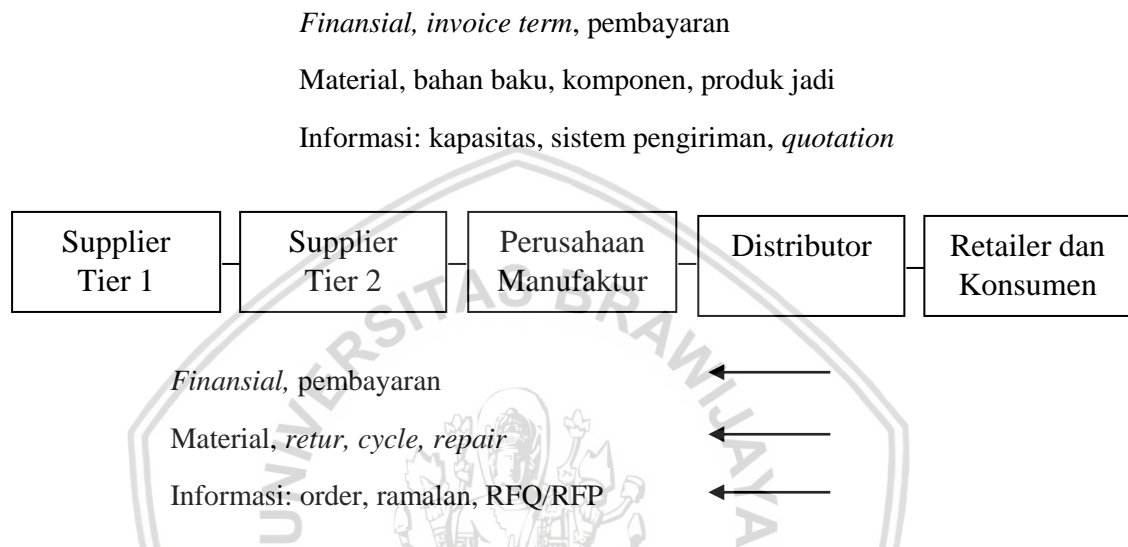 Finansial, invoice term, pembayaran
Material, bahan baku, komponen, produk jadi
Informasi: kapasitas, sistem pengiriman, quotation
Supplier
Tier 1
Supplier
Tier 2
Perusahaan
Manufaktur
Distributor
Retailer dan
Konsumen
UNIVERSITAS BRAWIJAYA
Finansial, pembayaran
Material, retur, cycle, repair
Informasi: order, ramalan, RFQ/RFP